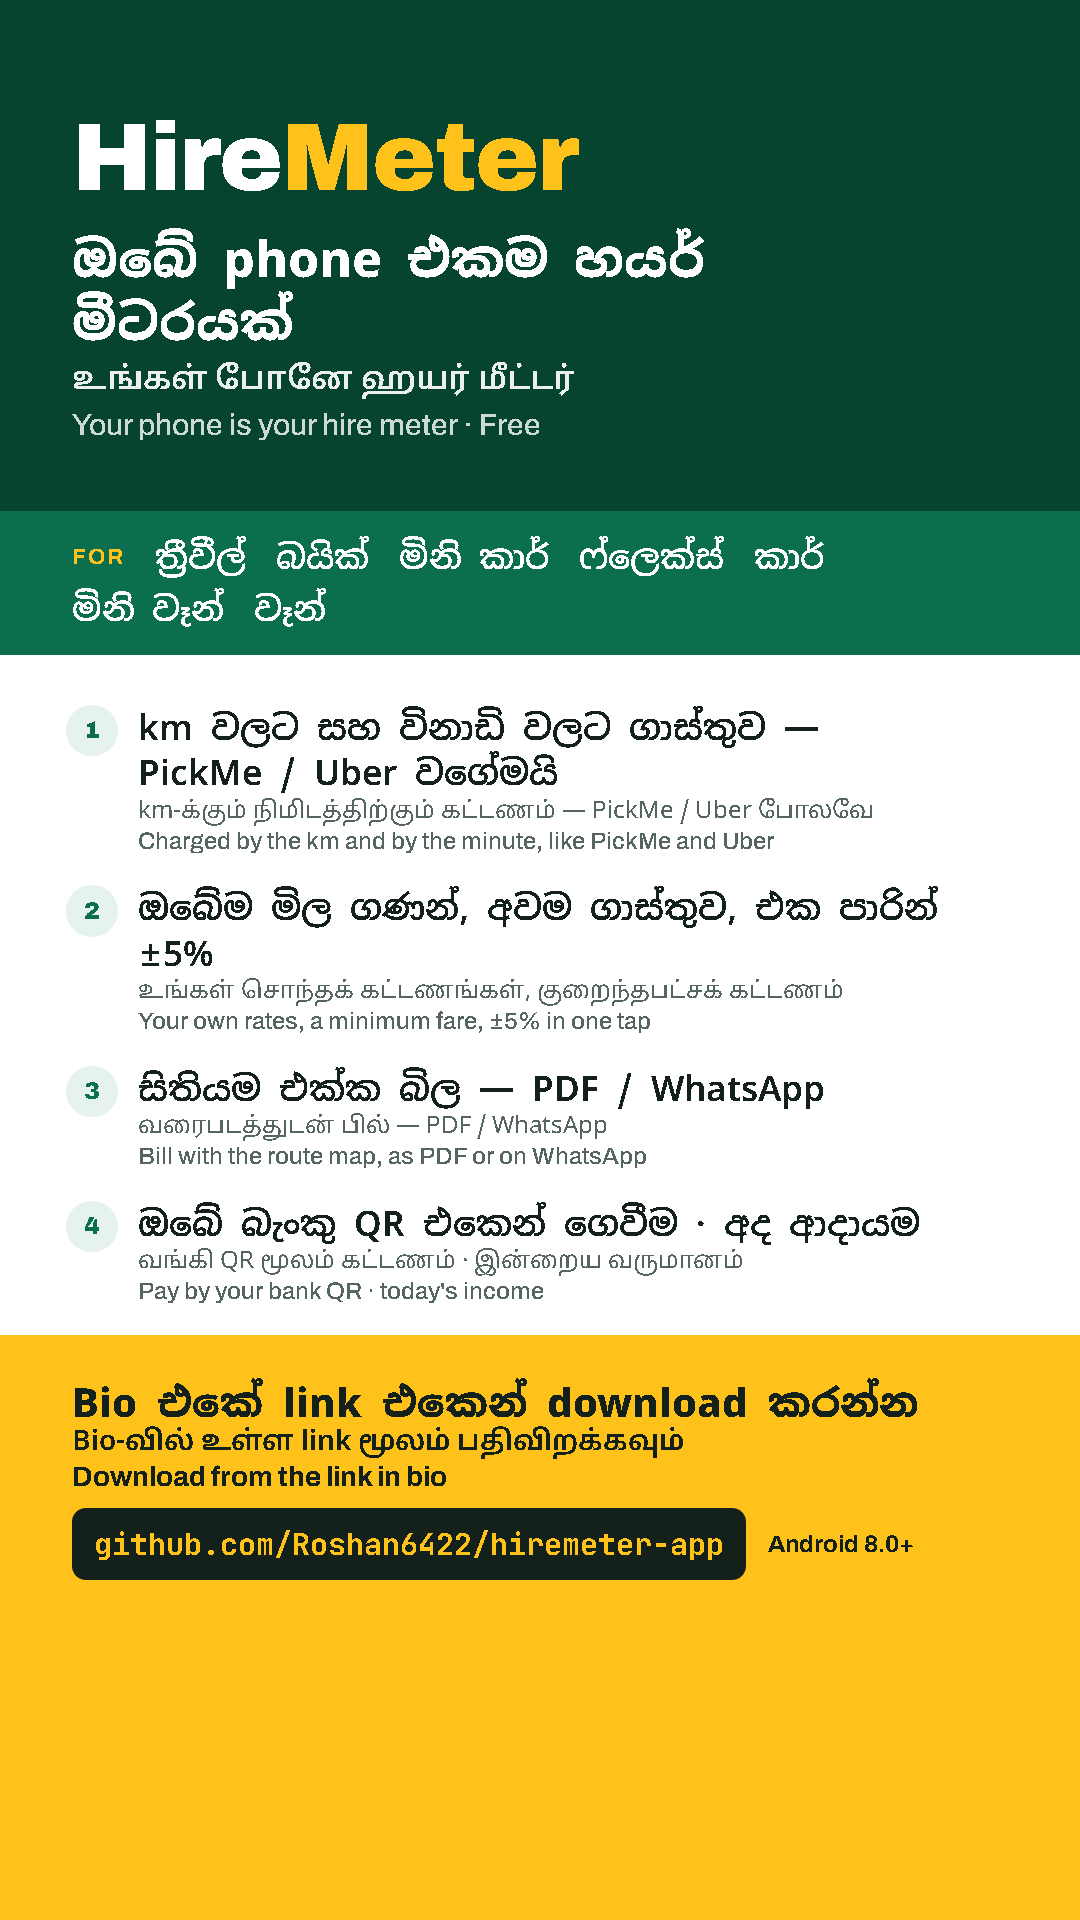 HireMeter
ඔබේ phone එකම හයර්
මීටරයක්
உங்கள் போனே ஹயர் மீட்டர்
Your phone is your hire meter · Free
FOR ත්‍රීවීල් බයික් මිනි කාර් ෆ්ලෙක්ස් කාර්
මිනි වෑන් වෑන්
1 km වලට සහ විනාඩි වලට ගාස්තුව —
PickMe / Uber වගේමයි
km-க்கும் நிமிடத்திற்கும் கட்டணம் — PickMe / Uber போலவே
Charged by the km and by the minute, like PickMe and Uber
2 ඔබේම මිල ගණන්, අවම ගාස්තුව, එක පාරින්
±5%
உங்கள் சொந்தக் கட்டணங்கள், குறைந்தபட்சக் கட்டணம்
Your own rates, a minimum fare, ±5% in one tap
3 සිතියම එක්ක බිල — PDF / WhatsApp
வரைபடத்துடன் பில் — PDF / WhatsApp
Bill with the route map, as PDF or on WhatsApp
4 ඔබේ බැංකු QR එකෙන් ගෙවීම · අද ආදායම
வங்கி QR மூலம் கட்டணம் · இன்றைய வருமானம்
Pay by your bank QR · today's income
Bio එකේ link එකෙන් download කරන්න
Bio-வில் உள்ள link மூலம் பதிவிறக்கவும்
Download from the link in bio
github.com/Roshan6422/hiremeter-app Android 8.0+